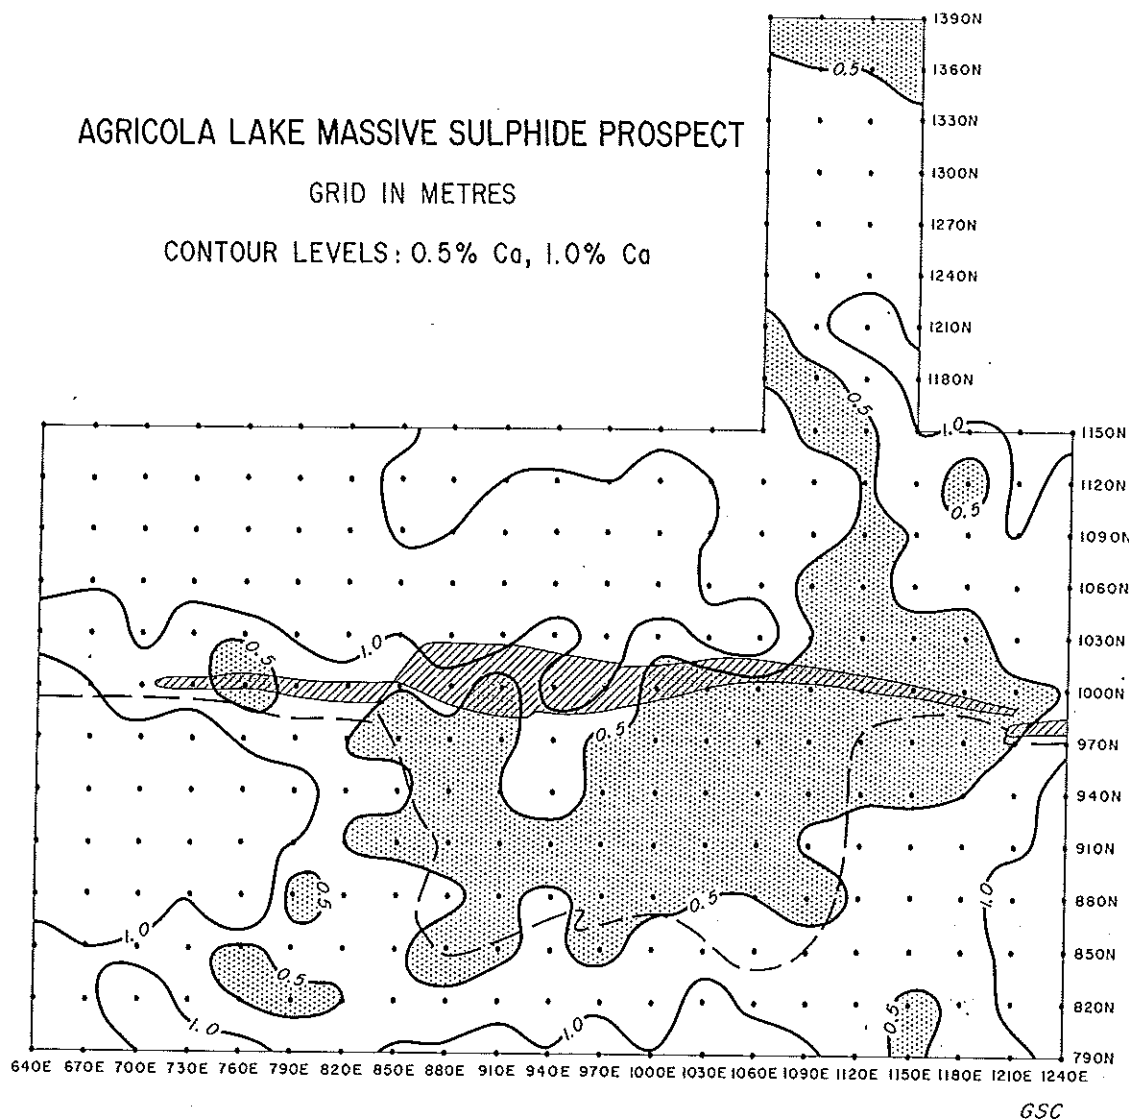 AGRICOLA LAKE MASSIVE SULPHIDE PROSPECT
GRID IN METRES
CONTOUR LEVELS: 0.5% Ca, 1.0% Ca
1390N
0.5
1360N
1330N
1300N
1270N
1240N
1210N
1180N
0.5
1.0
1150N
1120N
0.5
1090N
1060N
0.5
1.0
1030N
1000N
0.5
970N
940N
910N
0.5
1.0
880N
0.5
1.0
2
850N
0.5
820N
1.0
1.0
0.5
790N
640E 670E 700E 730E 760E 790E 820E 850E 880E 910E 940E 970E 1000E 1030E 1060E 1090E 1120E 1150E 1180E 1210E 1240E
GSC